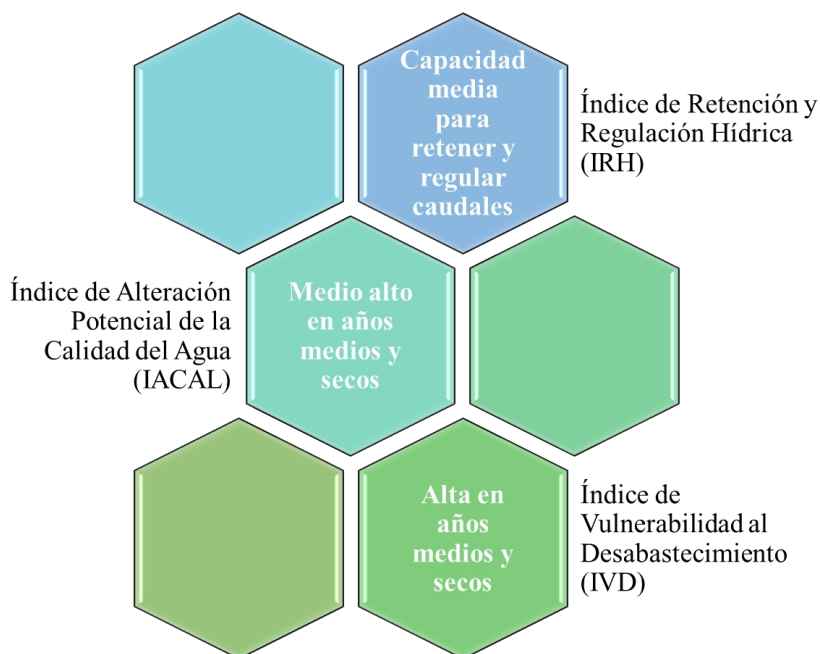 Capacidad
media
para
retener y
regular
caudales
Índice de Retención y
Regulación Hídrica
(IRH)
Índice de Alteración
Potencial de la
Calidad del Agua
(IACAL)
Medio alto
en años
medios y
secos
Alta en
años
medios y
secos
Índice de
Vulnerabilidad al
Desabastecimiento
(IVD)